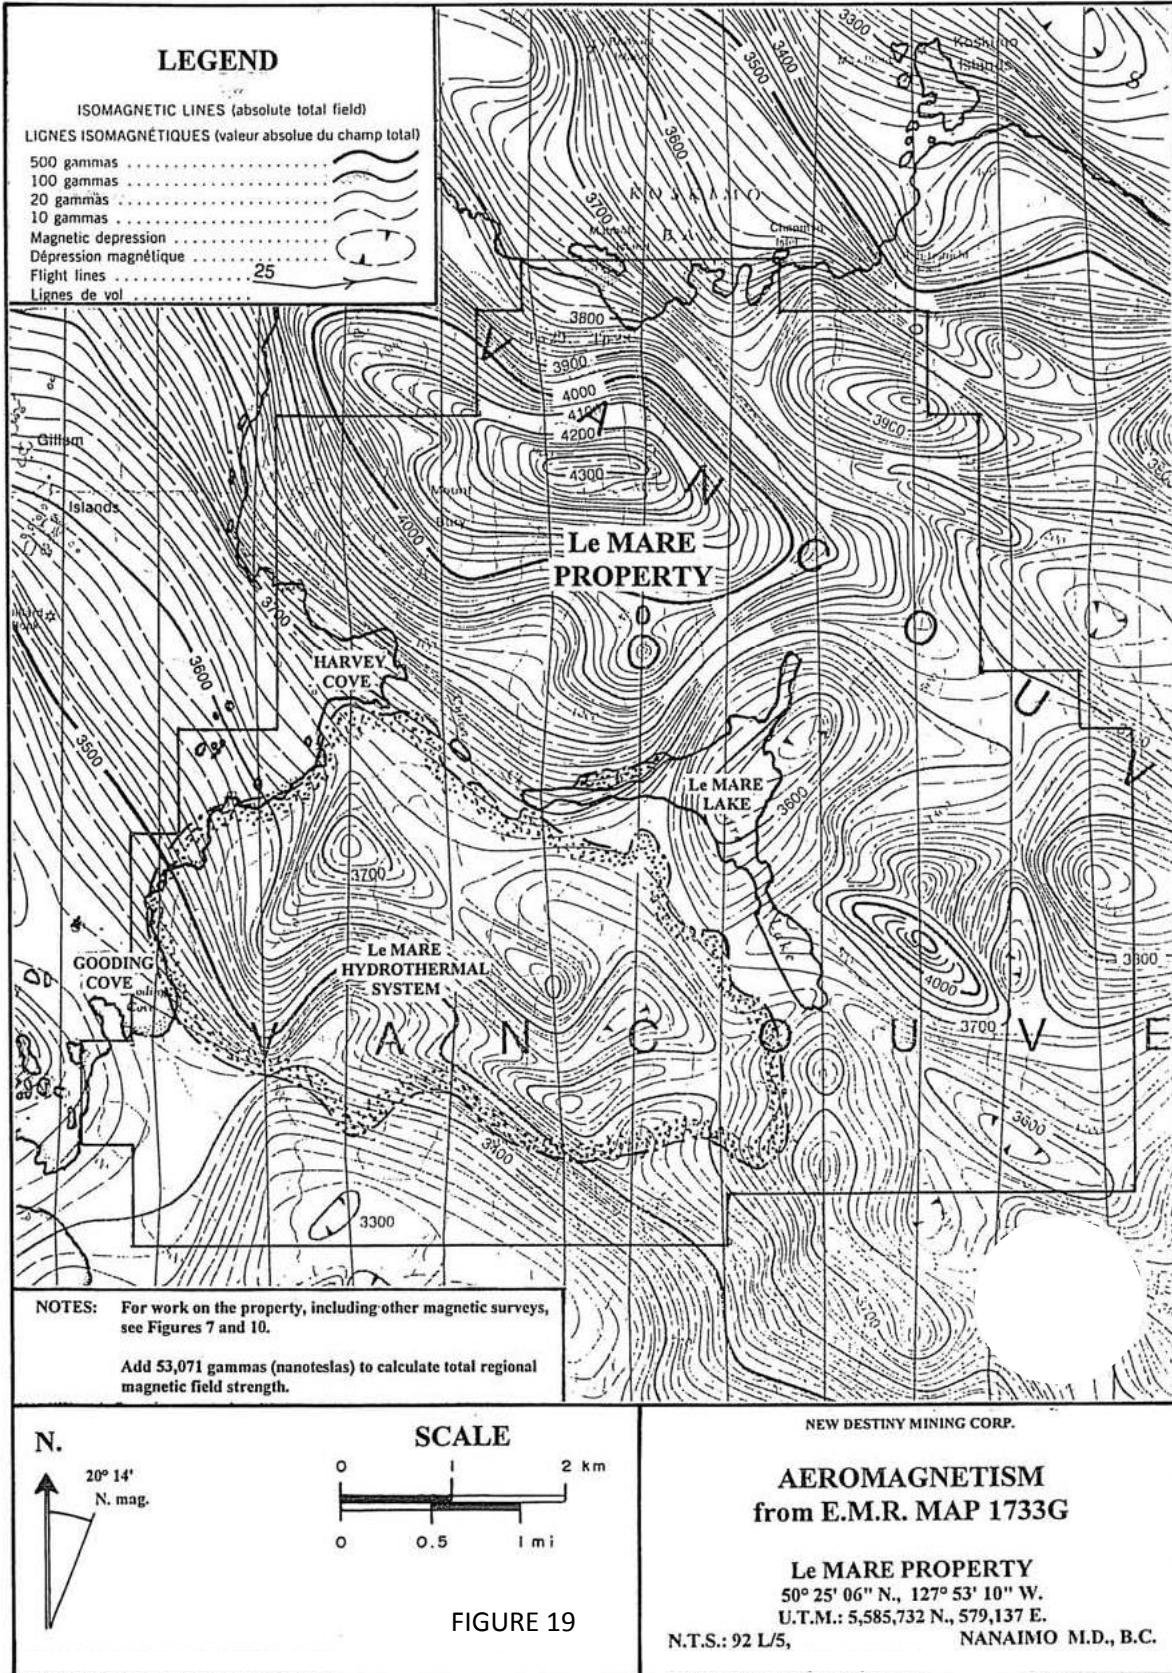 LEGEND
ISOMAGNETIC LINES (absolute total field)
LIGNES ISOMAGNÉTIQUES (valeur absolue du champ total)
500 gammas
100 gammas
20 gammas
10 gammas
Magnetic depression
Dépression magnétique
Flight lines 25
Lignes de vol
3300
3400
3500
3600
Koskimo
Islands
KOSKIMO
BAY
3700
3800
3900
4000
4200
4300
3900
Gillum
Islands
Mount
4000
V A N C O U V
Le MARE
PROPERTY
3700
3600
3500
HARVEY
COVE
Le MARE
LAKE
3600
3700
Le MARE
HYDROTHERMAL
SYSTEM
GOODING
COVE
4000
3700
V A N C O U V E
3600
3400
3300
NOTES: For work on the property, including other magnetic surveys,
see Figures 7 and 10.
Add 53,071 gammas (nanoteslas) to calculate total regional
magnetic field strength.
N.
20° 14'
N. mag.
SCALE
0 1 2 km
0 0.5 1 mi
FIGURE 19
NEW DESTINY MINING CORP.
AEROMAGNETISM
from E.M.R. MAP 1733G
Le MARE PROPERTY
50° 25' 06" N., 127° 53' 10" W.
U.T.M.: 5,585,732 N., 579,137 E.
N.T.S.: 92 L/5, NANAIMO M.D., B.C.